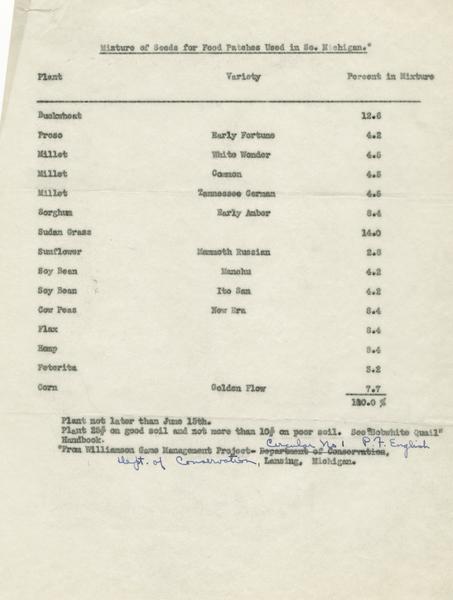 Mixture of Seeds for Food Patches Used in So. Michigan.*
Plant Variety Percent in Mixture
Buckwheat 12.6
Proso Early Fortune 4.2
Millet White Wonder 4.5
Millet Common 4.5
Millet Tennessee German 4.5
Sorghum Early Amber 8.4
Sudan Grass 14.0
Sunflower Mammoth Russian 2.8
Soy Bean Manchu 4.2
Soy Bean Ito San 4.2
Cow Peas New Era 8.4
Flax 8.4
Hemp 8.4
Feterita 3.2
Corn Golden Flow 7.7
100.0 %
Plant not later than June 15th.
Plant 25# on good soil and not more than 10# on poor soil. See "Bobwhite Quail"
Handbook. Circular No 1 P. F. English
*From Williamson Game Management Project- Department of Conservation,
Dept. of Conservation, Lansing, Michigan.